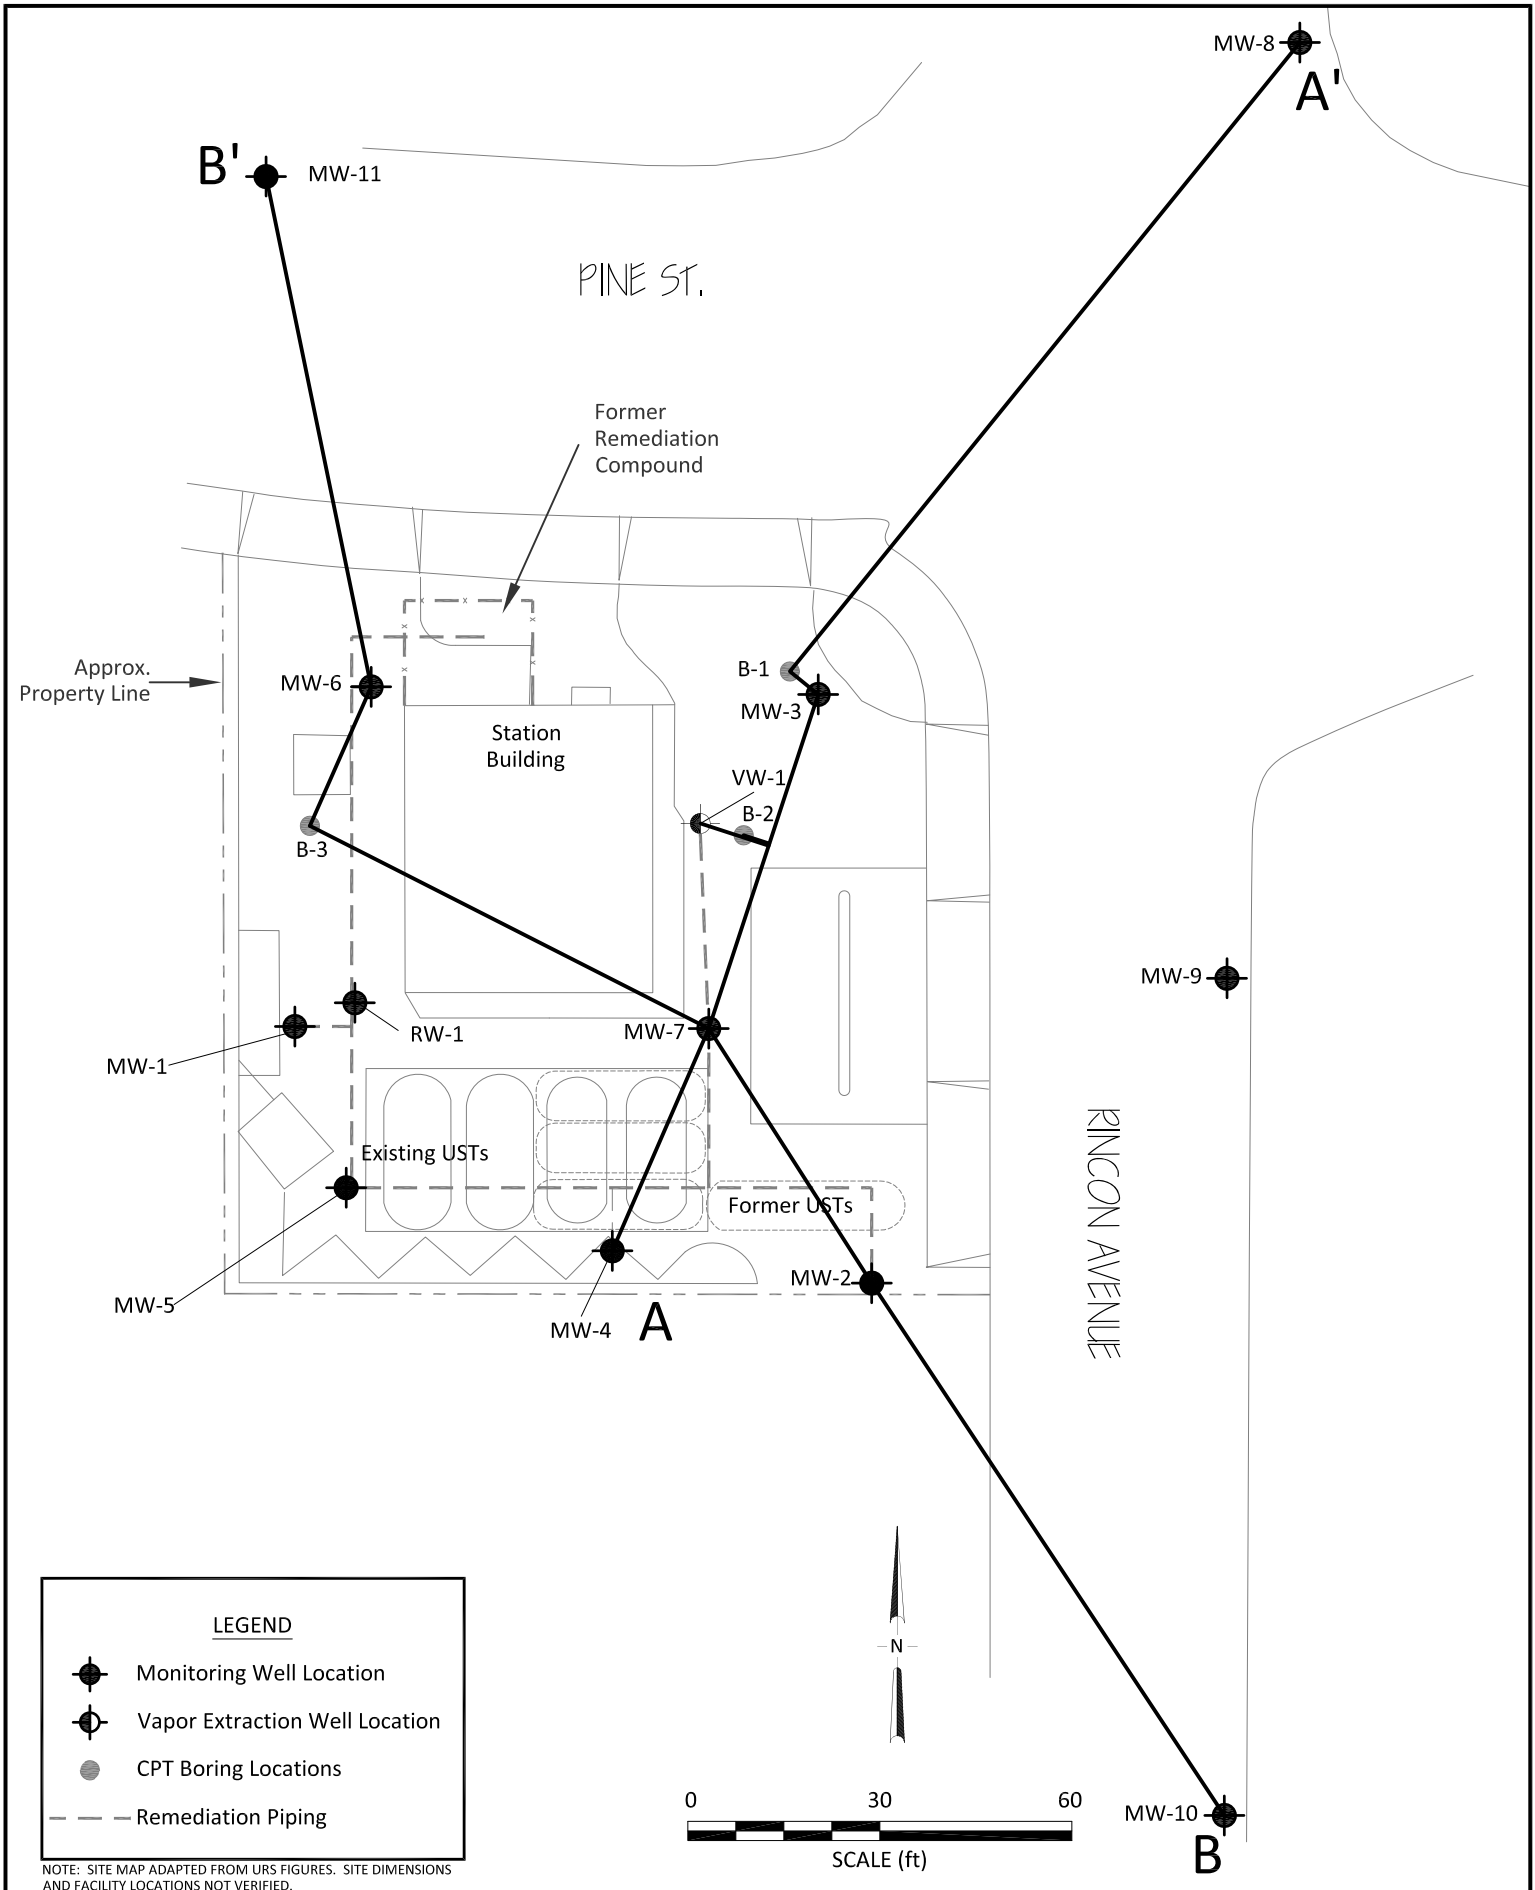 MW-8
A'
B'
MW-11
PINE ST.
Former
Remediation
Compound
Approx.
Property Line
MW-6
B-1
MW-3
Station
Building
VW-1
B-2
B-3
MW-9
MW-7
RW-1
MW-1
Existing USTs
Former USTs
RINCON AVENUE
MW-2
MW-5
MW-4
A
N
LEGEND
Monitoring Well Location
Vapor Extraction Well Location
CPT Boring Locations
Remediation Piping
0 30 60
SCALE (ft)
MW-10
B
NOTE: SITE MAP ADAPTED FROM URS FIGURES. SITE DIMENSIONS
AND FACILITY LOCATIONS NOT VERIFIED.